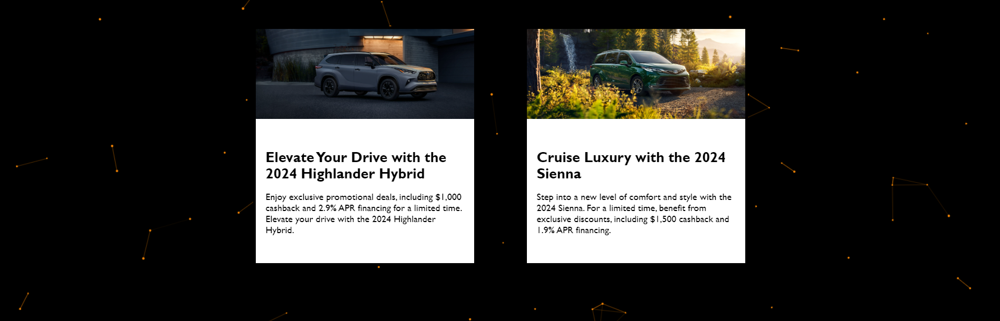 Elevate Your Drive with the
2024 Highlander Hybrid
Enjoy exclusive promotional deals, including $1,000
cashback and 2.9% APR financing for a limited time.
Elevate your drive with the 2024 Highlander
Hybrid.
Cruise Luxury with the 2024
Sienna
Step into a new level of comfort and style with the
2024 Sienna. For a limited time, benefit from
exclusive discounts, including $1,500 cashback and
1.9% APR financing.